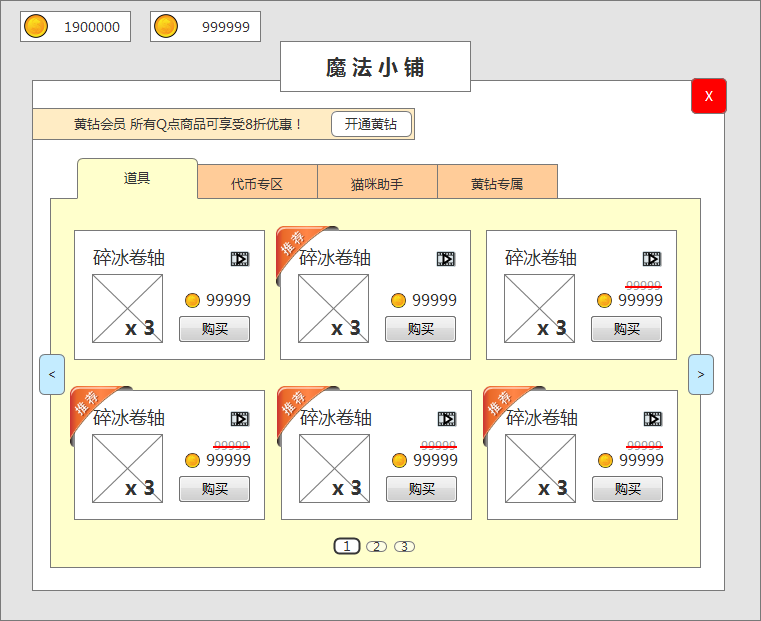 1900000
999999
魔法小铺
X
黄钻会员 所有Q点商品可享受8折优惠！
开通黄钻
道具
代币专区
猫咪助手
黄钻专属
碎冰卷轴
99999
x 3
购买
推荐
碎冰卷轴
99999
x 3
购买
碎冰卷轴
99999
99999
x 3
购买
<
>
推荐
碎冰卷轴
99999
99999
x 3
购买
推荐
碎冰卷轴
99999
99999
x 3
购买
推荐
碎冰卷轴
99999
99999
x 3
购买
1 2 3